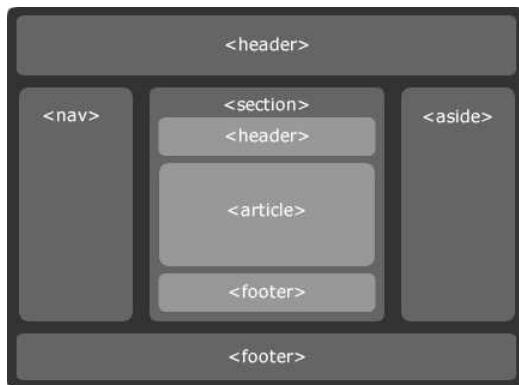 <header>
<nav>
<section>
<header>
<article>
<footer>
<aside>
<footer>